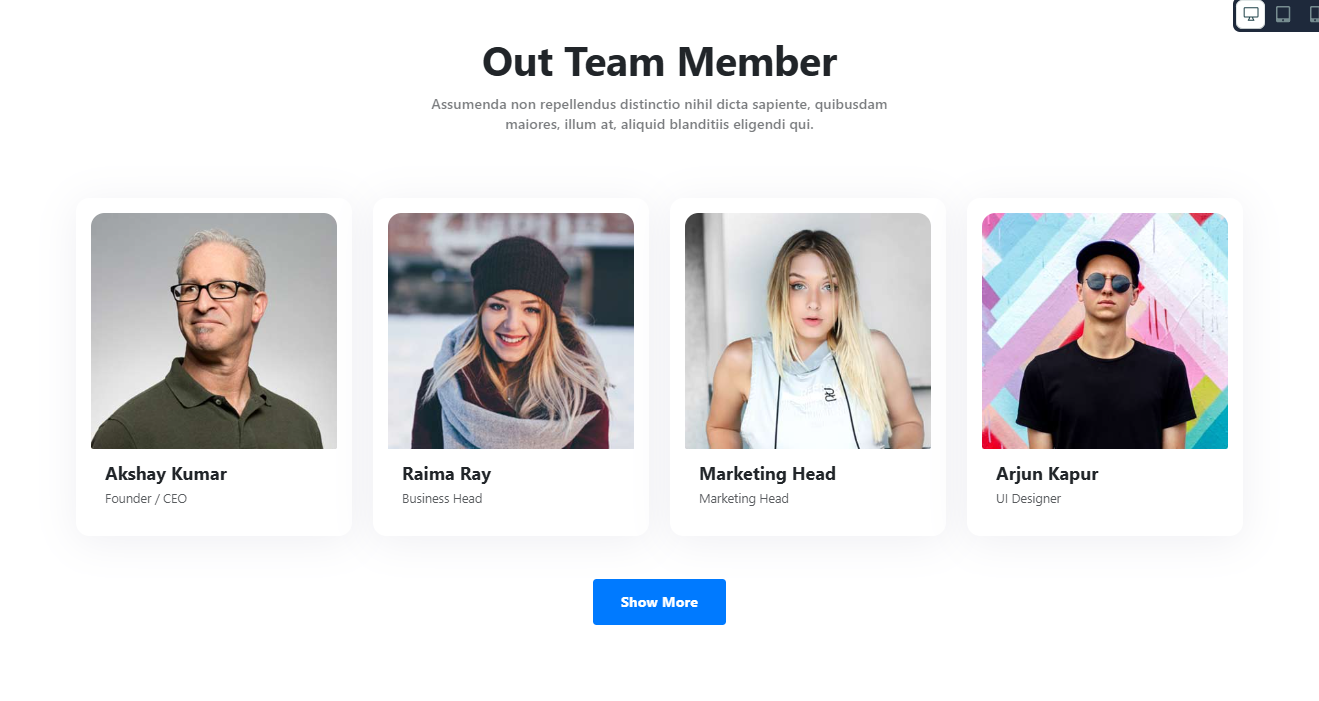 Out Team Member
Assumenda non repellendus distinctio nihil dicta sapiente, quibusdam
maiores, illum at, aliquid blanditiis eligendi qui.
Akshay Kumar
Founder / CEO
Raima Ray
Business Head
Marketing Head
Marketing Head
Arjun Kapur
UI Designer
Show More